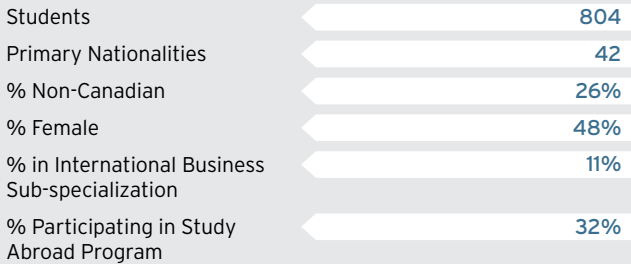 Students 804
Primary Nationalities 42
% Non-Canadian 26%
% Female 48%
% in International Business 11%
Sub-specialization
% Participating in Study 32%
Abroad Program